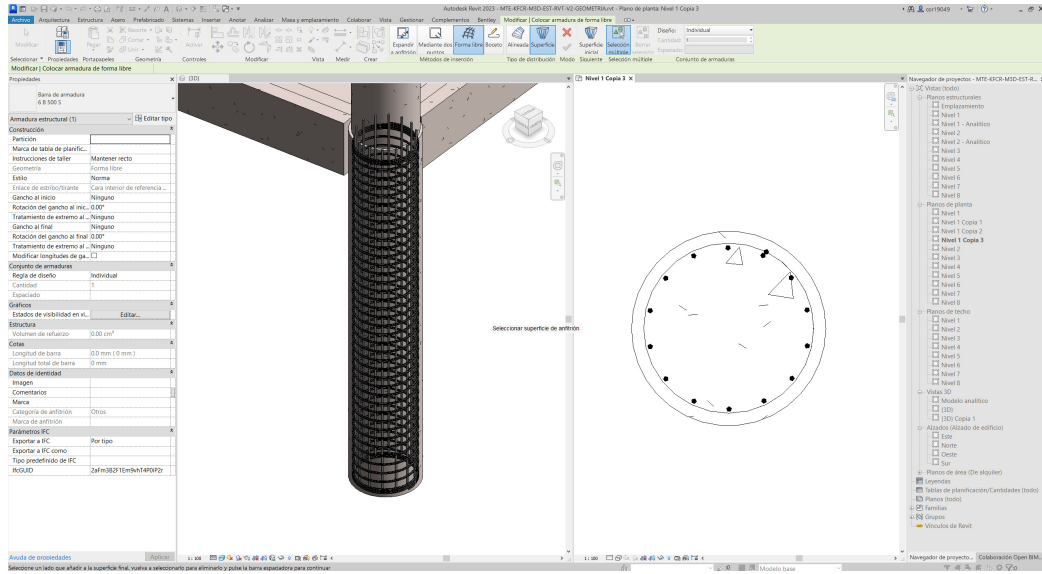 Autodesk Revit 2023 - MTE-KFCR-M3D-EST-RVT-V2-GEOMETRIA.rvt - Plano de planta: Nivel 1 Copia 3
cor19049
Archivo Arquitectura Estructura Acero Prefabricado Sistemas Insertar Anotar Analizar Masa y emplazamiento Colaborar Vista Gestionar Complementos Bentley Modificar | Colocar armadura de forma libre
Modificar
Pegar
Activar
Expandir a anfitrión
Mediante dos puntos
Forma libre
Boceto
Alineada
Superficie
Superficie inicial
Selección múltiple
Borrar selección
Diseño: Individual
Cantidad: 1
Espaciado:
Seleccionar Propiedades Portapapeles Geometría Controles Modificar Vista Medir Crear Métodos de inserción Tipo de distribución Modo Siguiente Selección múltiple Conjunto de armaduras
Modificar | Colocar armadura de forma libre
Propiedades
Barra de armadura
6 B 500 S
Armadura estructural (1)
Editar tipo
Construcción
Partición
Marca de tabla de planific...
Instrucciones de taller Mantener recto
Geometría Forma libre
Estilo Norma
Enlace de estribo/tirante Cara interior de referencia ...
Gancho al inicio Ninguno
Rotación del gancho al inic... 0.00°
Tratamiento de extremo al ... Ninguno
Gancho al final Ninguno
Rotación del gancho al final 0.00°
Tratamiento de extremo al ... Ninguno
Modificar longitudes de ga...
Conjunto de armaduras
Regla de diseño Individual
Cantidad 1
Espaciado
Gráficos
Estados de visibilidad en vi... Editar...
Estructura
Volumen de refuerzo 0.00 cm³
Cotas
Longitud de barra 0.0 mm ( 0 mm )
Longitud total de barra 0 mm
Datos de identidad
Imagen
Comentarios
Marca
Categoría de anfitrión Otros
Marca de anfitrión
Parámetros IFC
Exportar a IFC Por tipo
Exportar a IFC como
Tipo predefinido de IFC
IfcGUID 2aFm3B2F1Em9vhT4P0iP2r
Ayuda de propiedades
Aplicar
{3D}
Seleccionar superficie de anfitrión
1 : 100
Nivel 1 Copia 3
1 : 100
Navegador de proyectos - MTE-KFCR-M3D-EST-R...
Vistas (todo)
Planos estructurales
Emplazamiento
Nivel 1
Nivel 1 - Analítico
Nivel 2
Nivel 2 - Analítico
Nivel 3
Nivel 4
Nivel 5
Nivel 6
Nivel 7
Nivel 8
Planos de planta
Nivel 1
Nivel 1 Copia 1
Nivel 1 Copia 2
Nivel 1 Copia 3
Nivel 2
Nivel 3
Nivel 4
Nivel 5
Nivel 6
Nivel 7
Nivel 8
Planos de techo
Nivel 1
Nivel 2
Nivel 3
Nivel 4
Nivel 5
Nivel 6
Nivel 7
Nivel 8
Vistas 3D
Modelo analítico
{3D}
{3D} Copia 1
Alzados (Alzado de edificio)
Este
Norte
Oeste
Sur
Planos de área (De alquiler)
Leyendas
Tablas de planificación/Cantidades (todo)
Planos (todo)
Familias
Grupos
Vínculos de Revit
Navegador de proyecto...
Colaboración Open BIM...
Seleccione un lado que añadir a la superficie final, vuelva a seleccionarlo para eliminarlo y pulse la barra espaciadora para continuar.
Modelo base